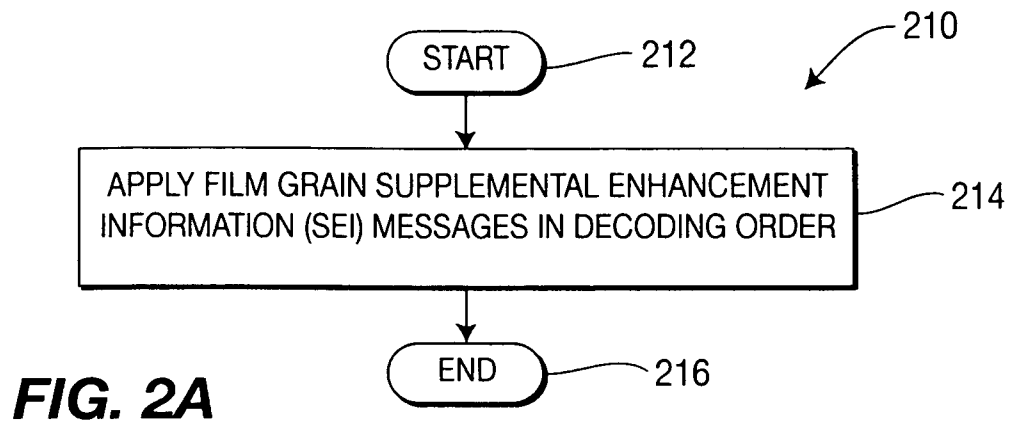 210
START
212
APPLY FILM GRAIN SUPPLEMENTAL ENHANCEMENT
INFORMATION (SEI) MESSAGES IN DECODING ORDER
214
END
216
FIG. 2A